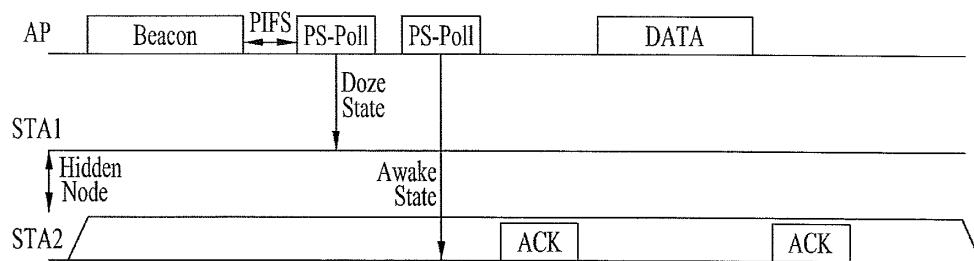 AP
Beacon
PIFS
PS-Poll
PS-Poll
DATA
Doze
State
STA1
Hidden
Node
Awake
State
STA2
ACK
ACK